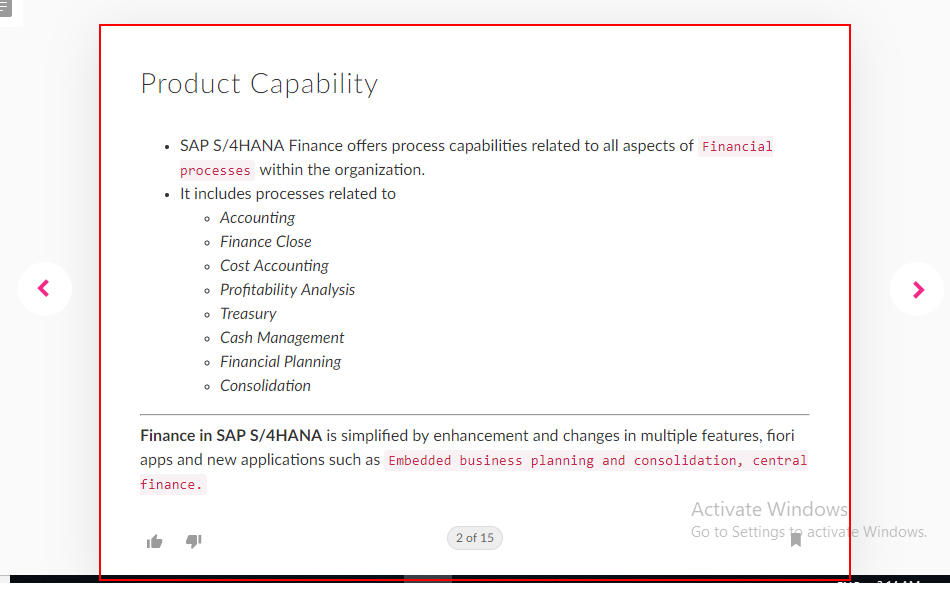 Product Capability
SAP S/4HANA Finance offers process capabilities related to all aspects of Financial
processes within the organization.
It includes processes related to
Accounting
Finance Close
Cost Accounting
Profitability Analysis
Treasury
Cash Management
Financial Planning
Consolidation
Finance in SAP S/4HANA is simplified by enhancement and changes in multiple features, fiori
apps and new applications such as Embedded business planning and consolidation, central
finance.
Activate Windows
Go to Settings to activate Windows.
2 of 15